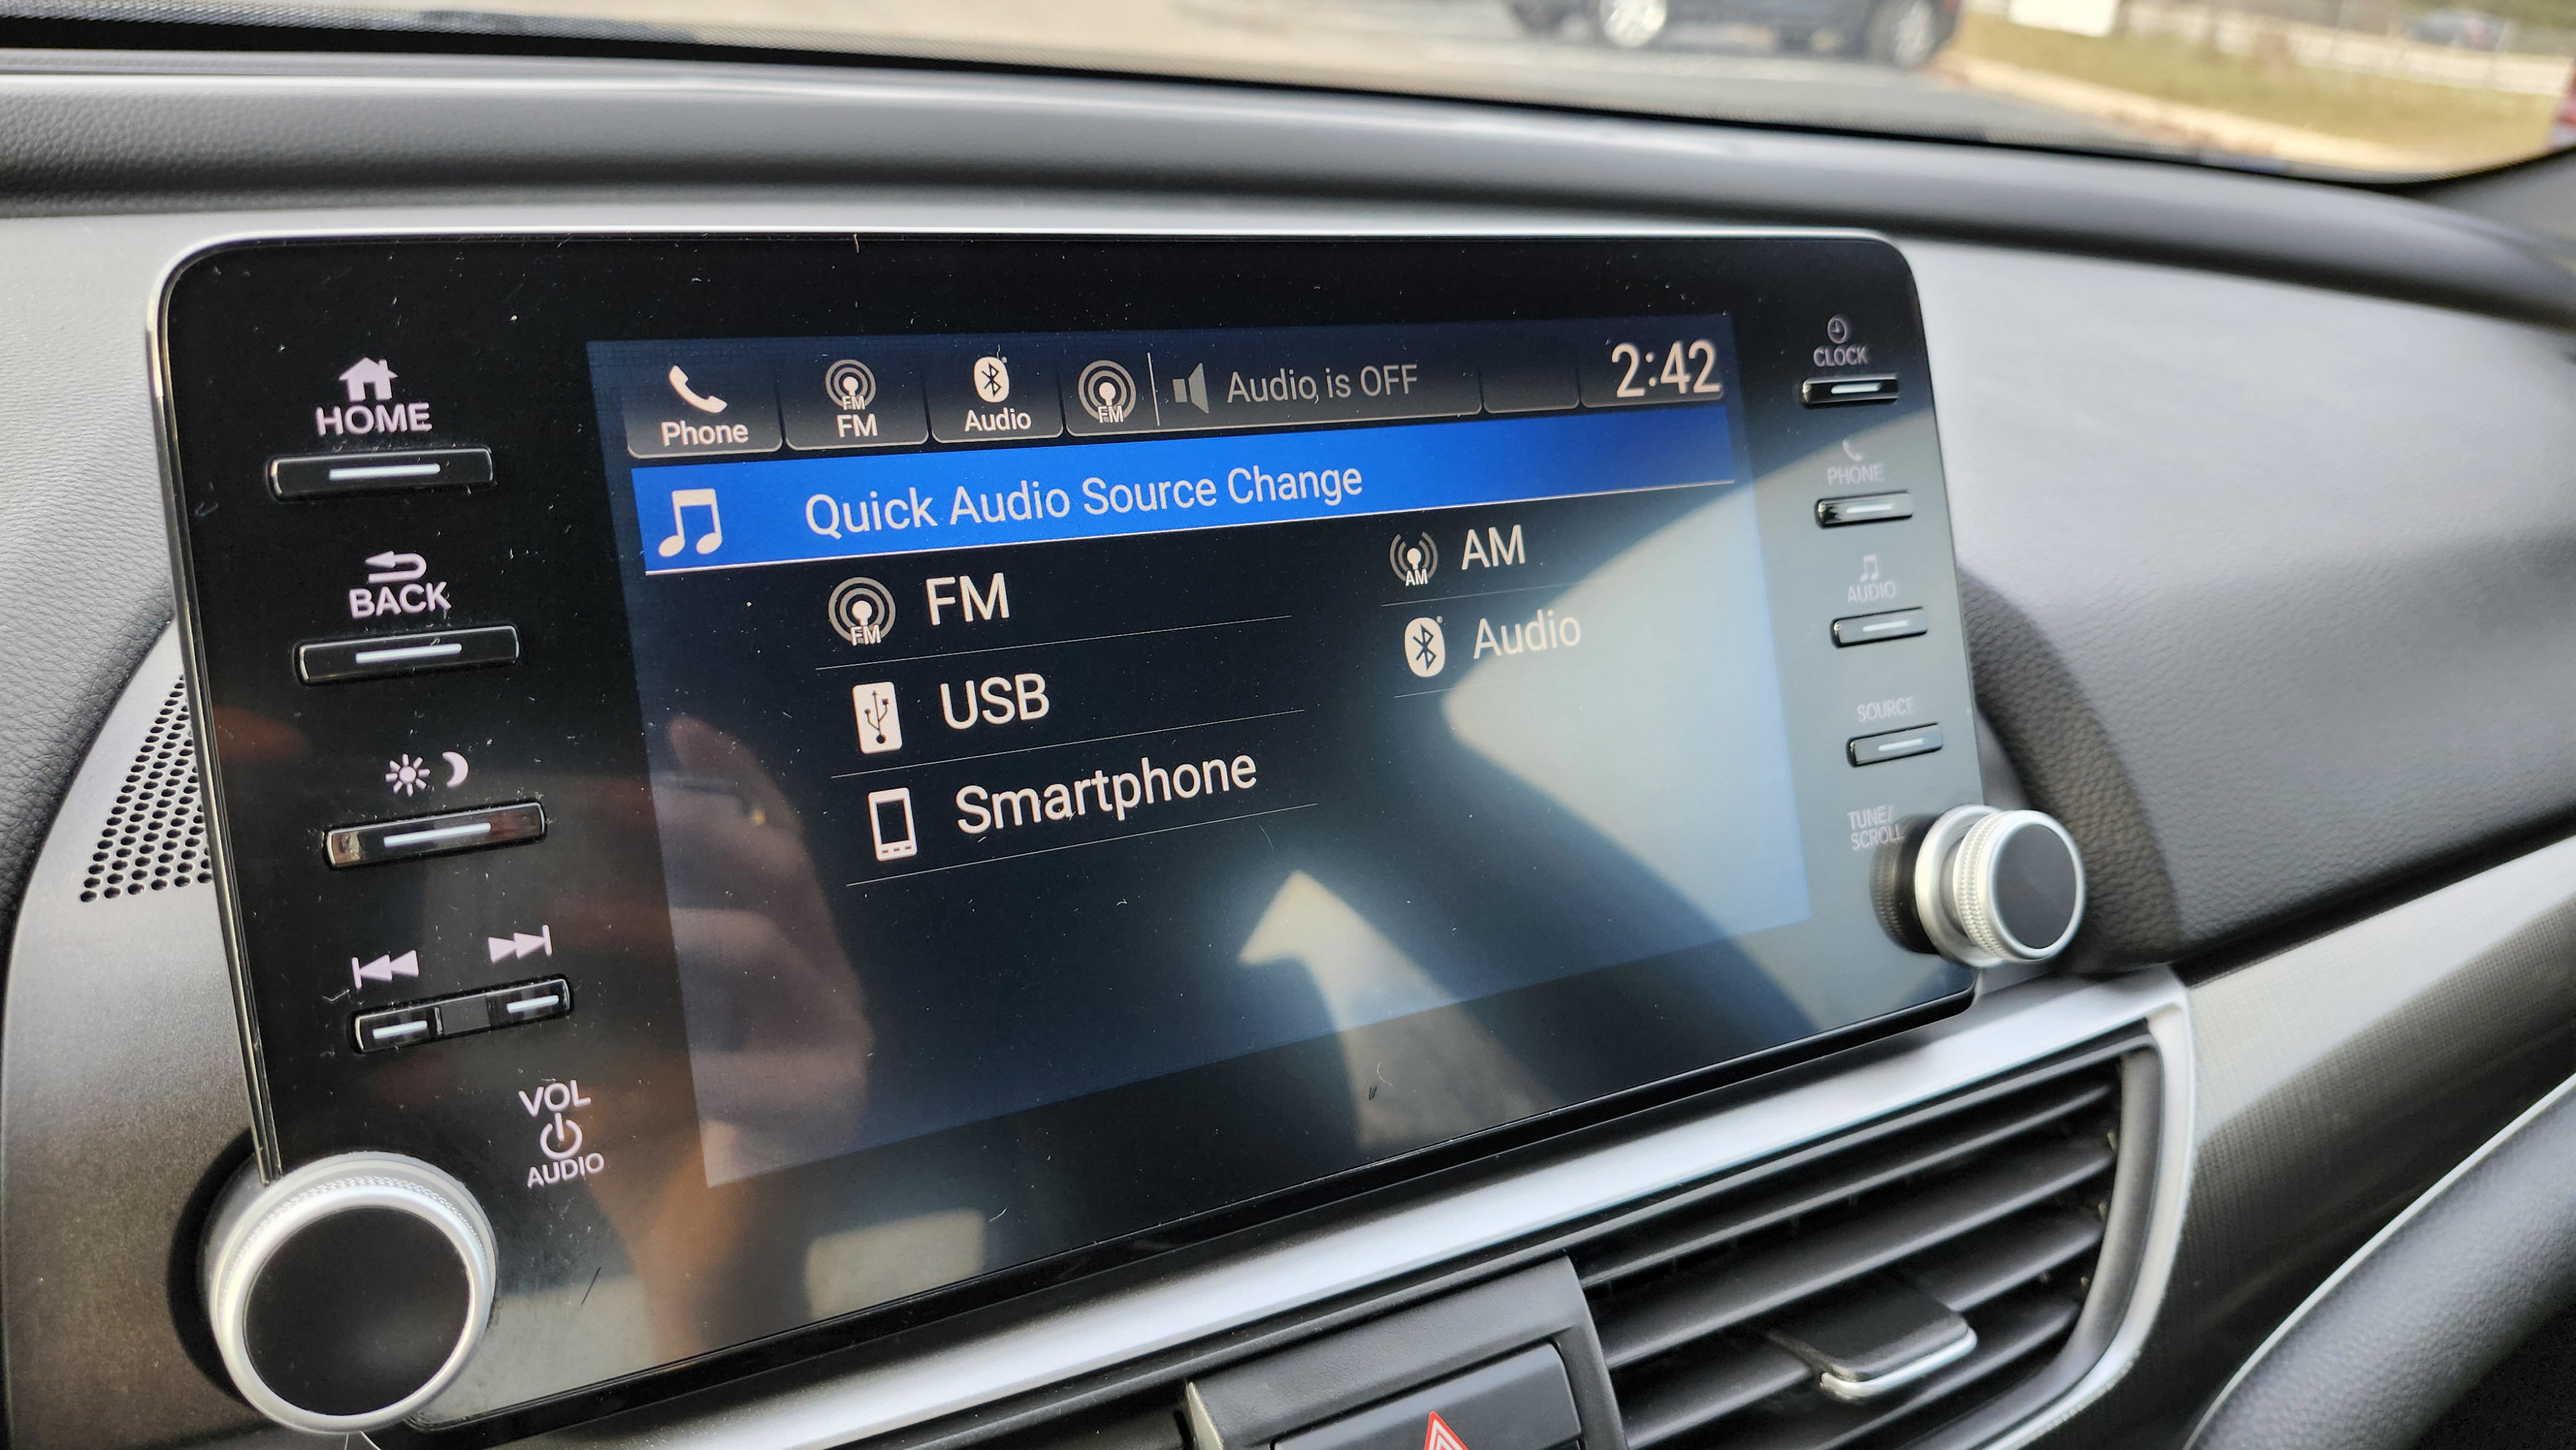 HOME
BACK
VOL
AUDIO
Phone
FM
FM
Audio
FM
Audio is OFF
2:42
Quick Audio Source Change
FM
FM
AM
AM
USB
Audio
Smartphone
CLOCK
PHONE
AUDIO
SOURCE
TUNE/
SCROLL